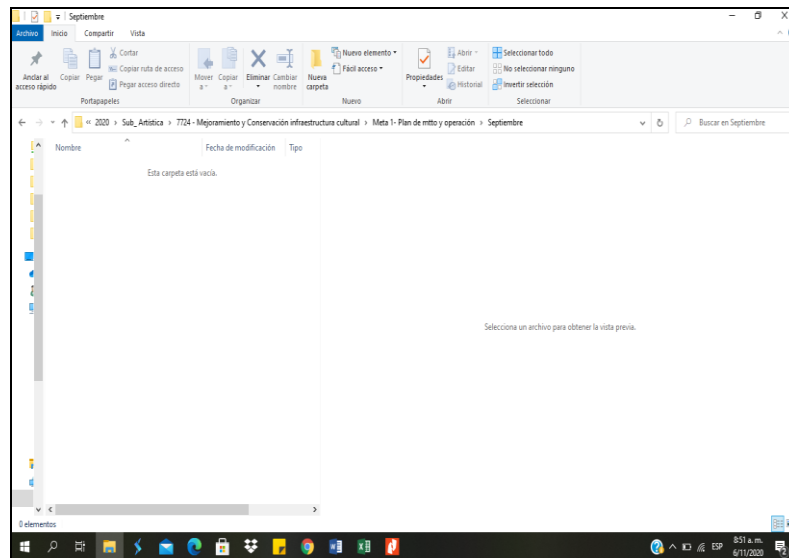 Septiembre
Archivo Inicio Compartir Vista
Anclar al acceso rápido
Copiar
Pegar
Cortar
Copiar ruta de acceso
Pegar acceso directo
Portapapeles
Mover a
Copiar a
Eliminar
Cambiar nombre
Organizar
Nueva carpeta
Nuevo elemento
Fácil acceso
Nuevo
Propiedades
Abrir
Editar
Historial
Abrir
Seleccionar todo
No seleccionar ninguno
Invertir selección
Seleccionar
« 2020 › Sub_Artistica › 7724 - Mejoramiento y Conservación infraestructura cultural › Meta 1- Plan de mtto y operación › Septiembre
Buscar en Septiembre
Nombre Fecha de modificación Tipo
Esta carpeta está vacía.
Selecciona un archivo para obtener la vista previa.
0 elementos
ESP
8:51 a. m.
6/11/2020